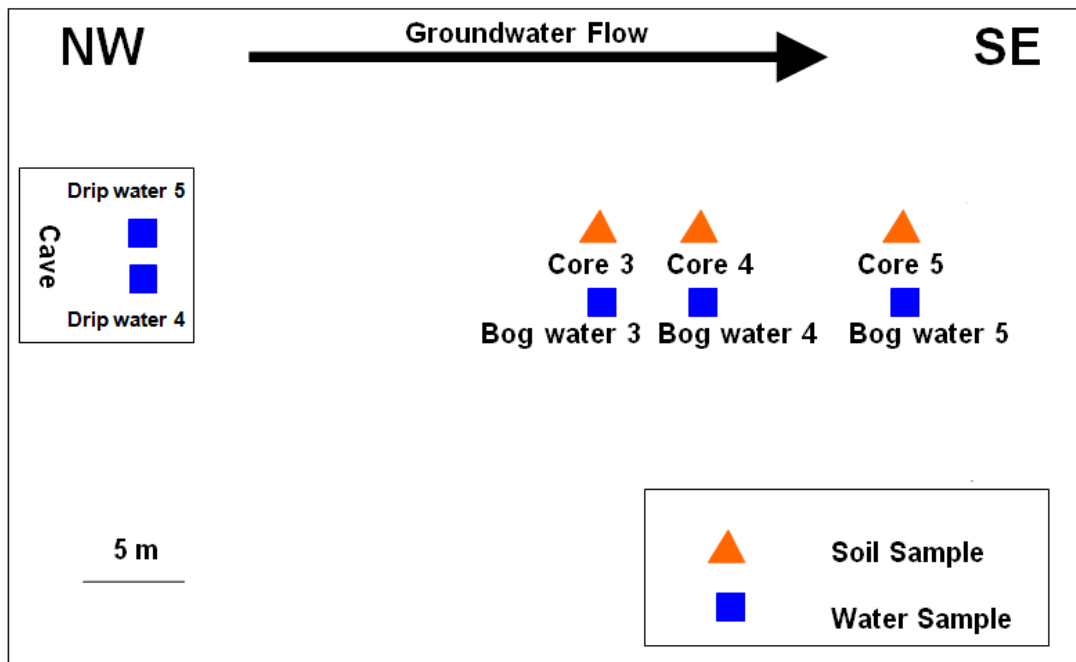 NW
Groundwater Flow
SE
Drip water 5
Cave
Drip water 4
Core 3
Core 4
Core 5
Bog water 3
Bog water 4
Bog water 5
5 m
Soil Sample
Water Sample